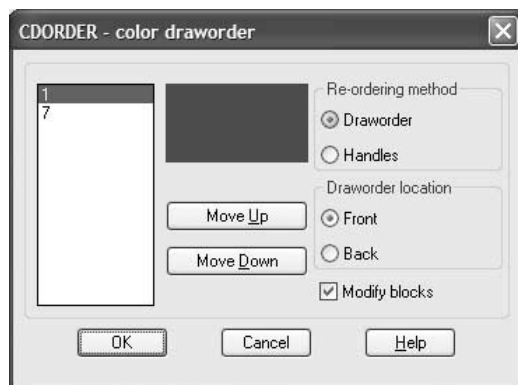 CDORDER - color draworder
1
7
Re-ordering method
Draworder
Handles
Move Up
Move Down
Draworder location
Front
Back
Modify blocks
OK
Cancel
Help